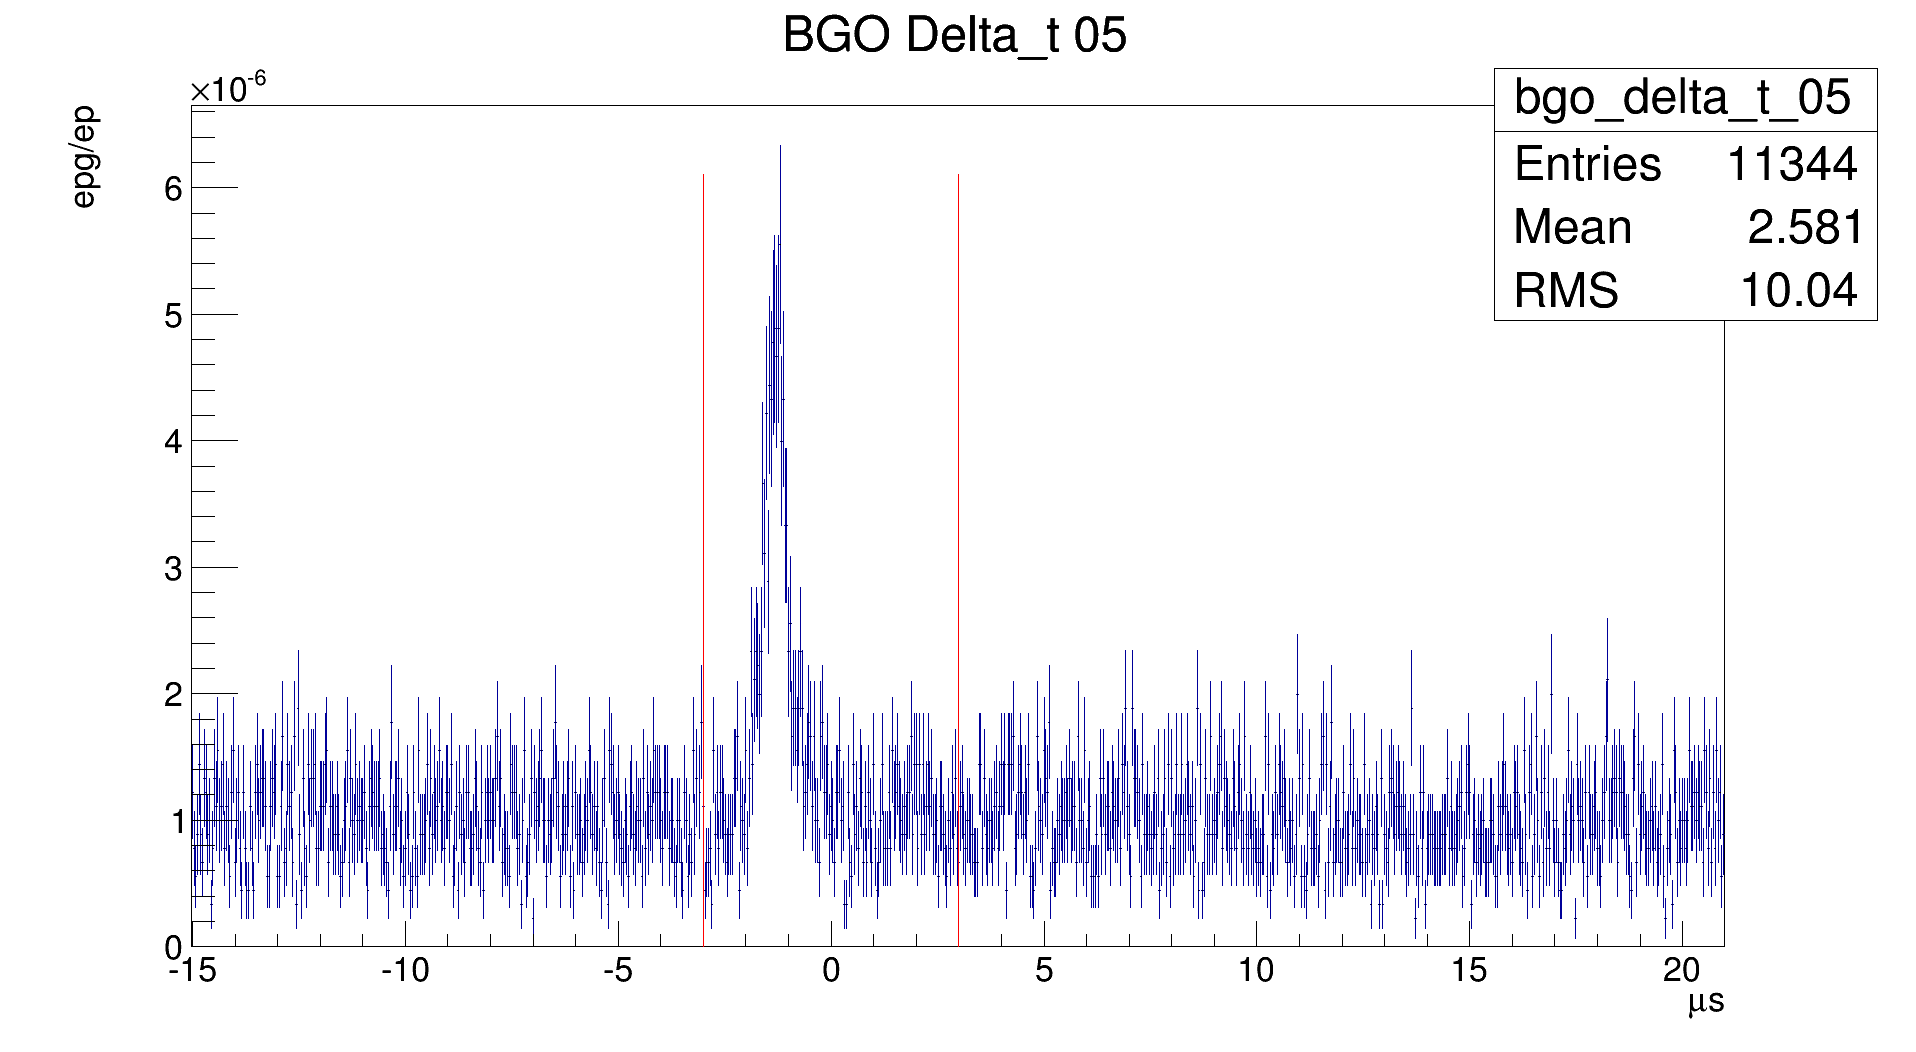 BGO Delta_t 05
×10-6
epg/ep
bgo_delta_t_05
Entries 11344
Mean 2.581
RMS 10.04
6
5
4
3
2
1
0
-15 -10 -5 0 5 10 15 20
μs